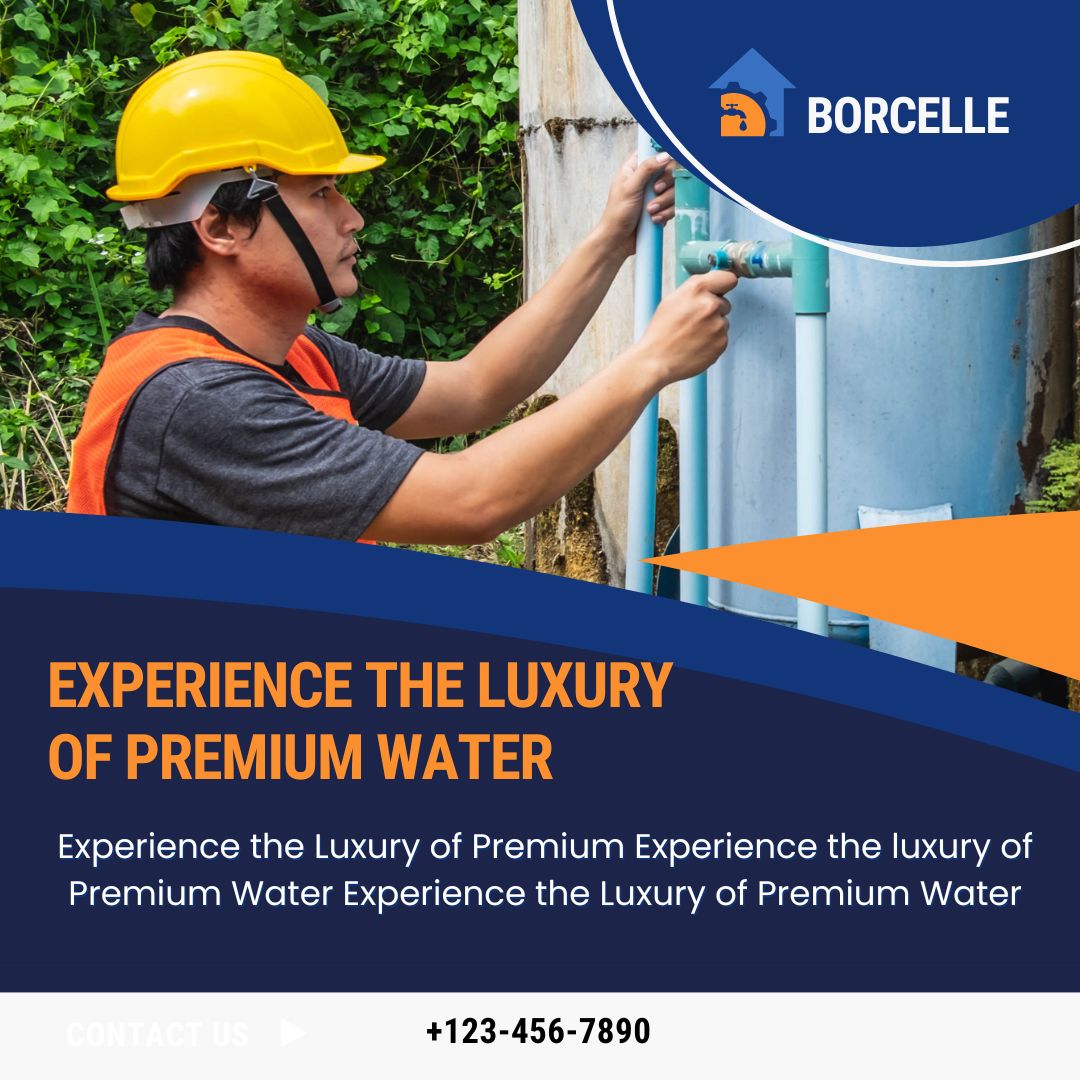 BORCELLE
EXPERIENCE THE LUXURY
OF PREMIUM WATER
Experience the Luxury of Premium Experience the luxury of
Premium Water Experience the Luxury of Premium Water
CONTACT US
+123-456-7890